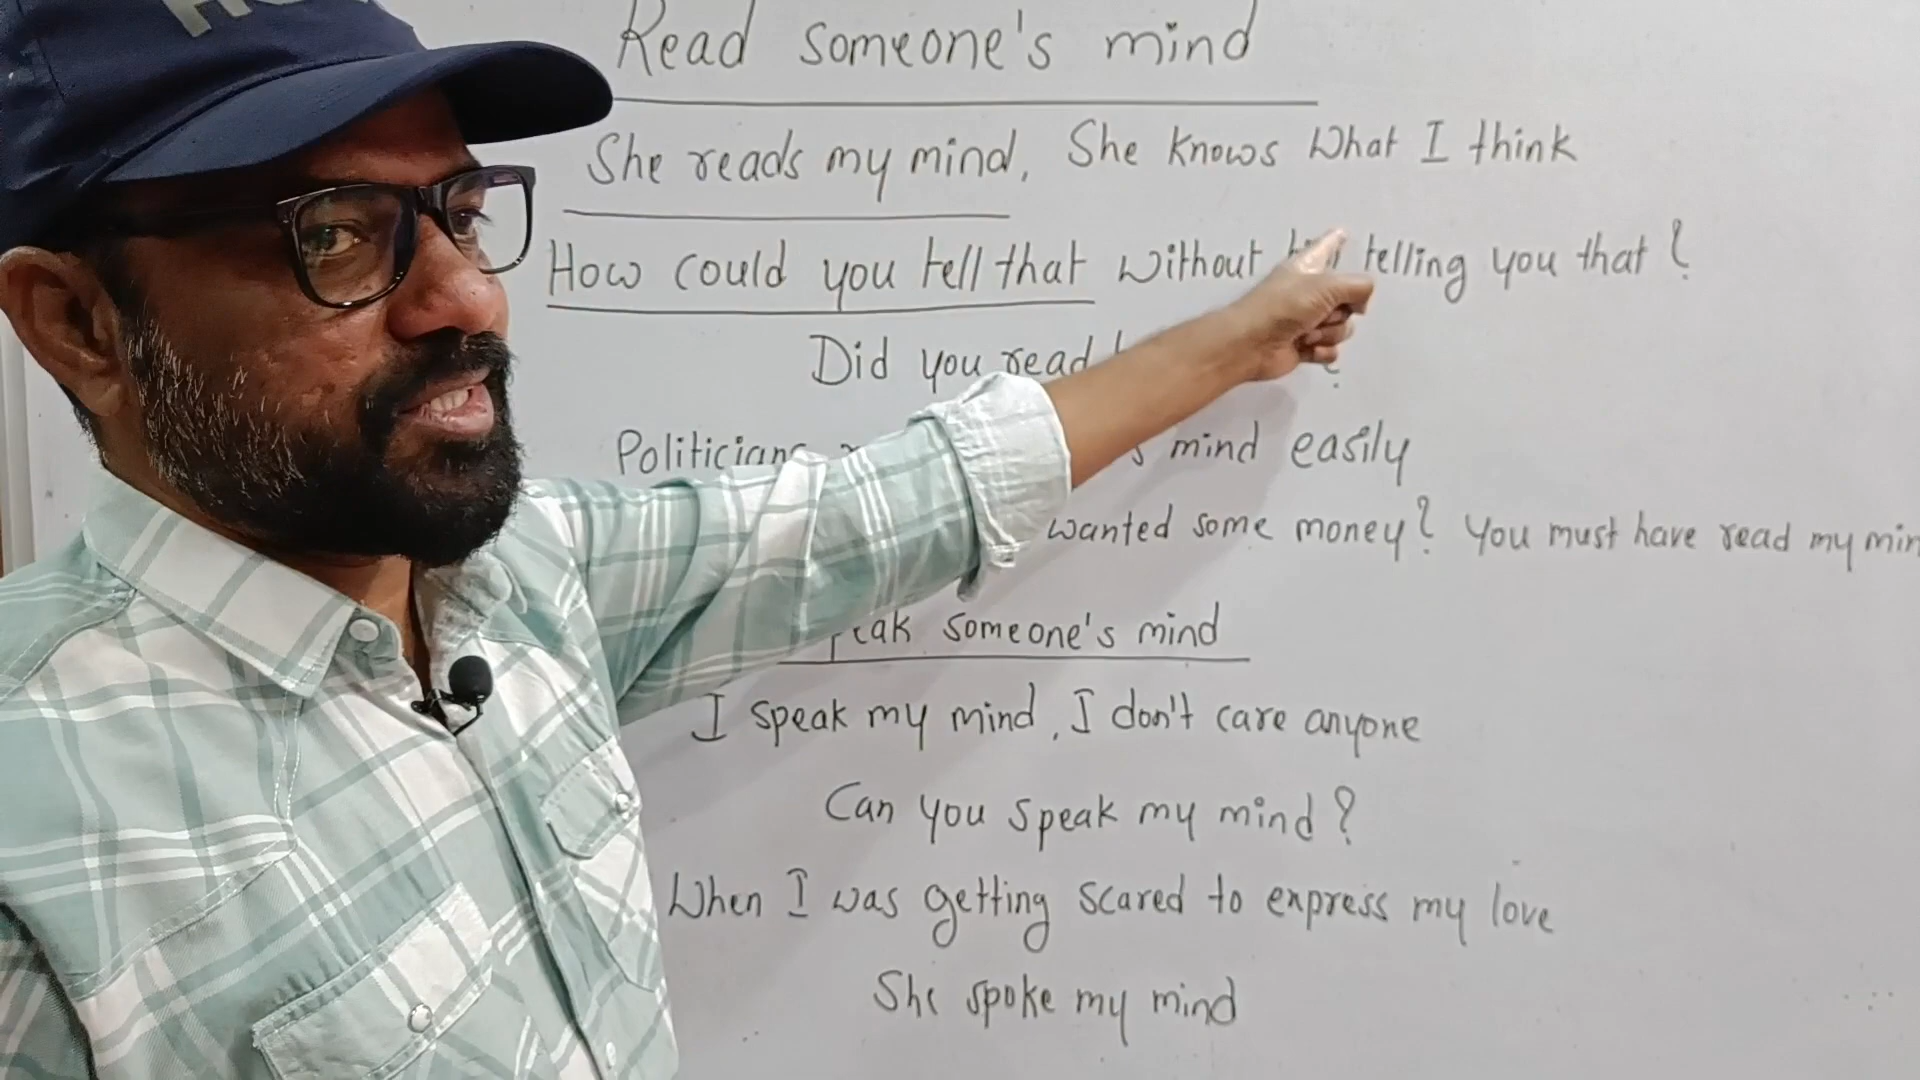 Read someone's mind
She reads my mind, She knows what I think
How could you tell that without telling you that?
Did you read ?
Politicians mind easily
wanted some money? You must have read my
someone's mind
I speak my mind, I don't care anyone
Can you speak my mind?
When I was getting scared to express my love
She spoke my mind